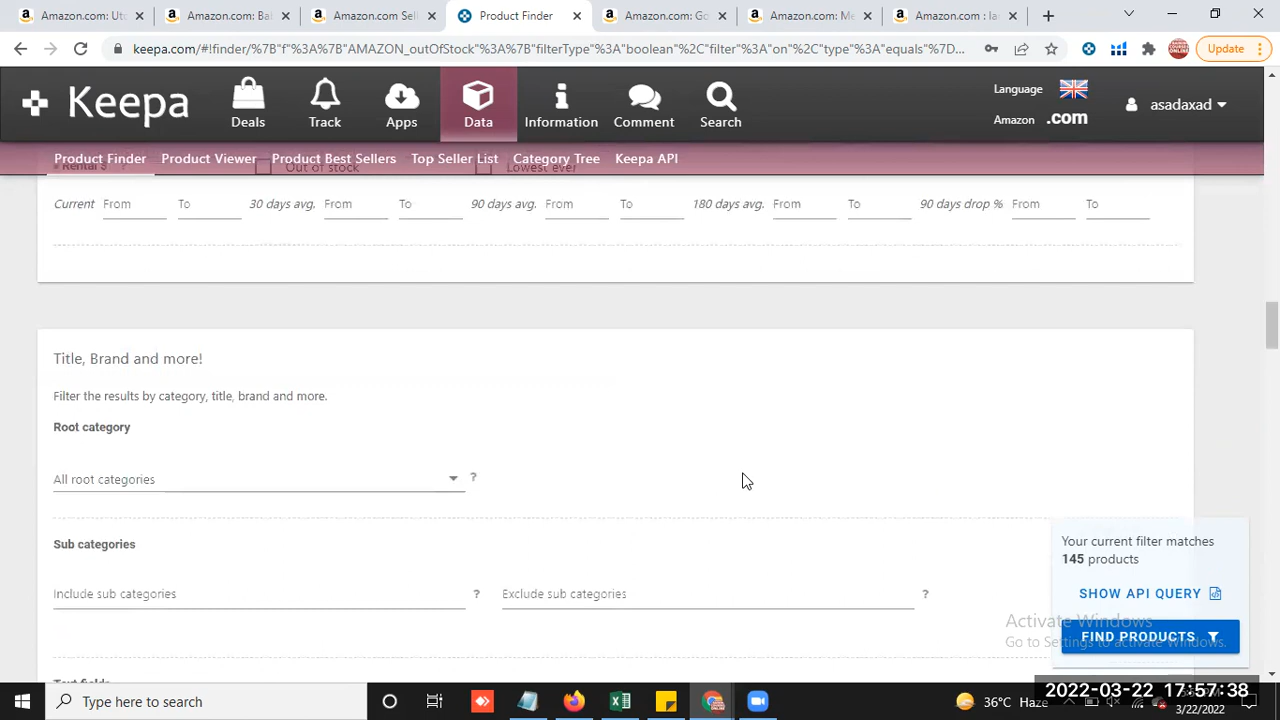 Amazon.com: Uts
Amazon.com: Bal
Amazon.com Sell
Product Finder
Amazon.com: Go
Amazon.com: Me
Amazon.com : las
keepa.com/#!finder/%7B"f"%3A%7B"AMAZON_outOfStock"%3A%7B"filterType"%3A"boolean"%2C"filter"%3A"on"%2C"type"%3A"equals"%7D...
Update
Keepa
Deals
Track
Apps
Data
Information
Comment
Search
Language
Amazon .com
asadaxad
Product Finder
Product Viewer
Product Best Sellers
Top Seller List
Category Tree
Keepa API
Out of stock
Lowest ever
Current From To 30 days avg. From To 90 days avg. From To 180 days avg. From To 90 days drop % From To
Title, Brand and more!
Filter the results by category, title, brand and more.
Root category
All root categories ?
Sub categories
Include sub categories ? Exclude sub categories ?
Text fields
Your current filter matches
145 products
SHOW API QUERY
FIND PRODUCTS
Activate Windows
Go to Settings to activate Windows.
Type here to search
36°C Haze
2022-03-22 17:57:38
3/22/2022